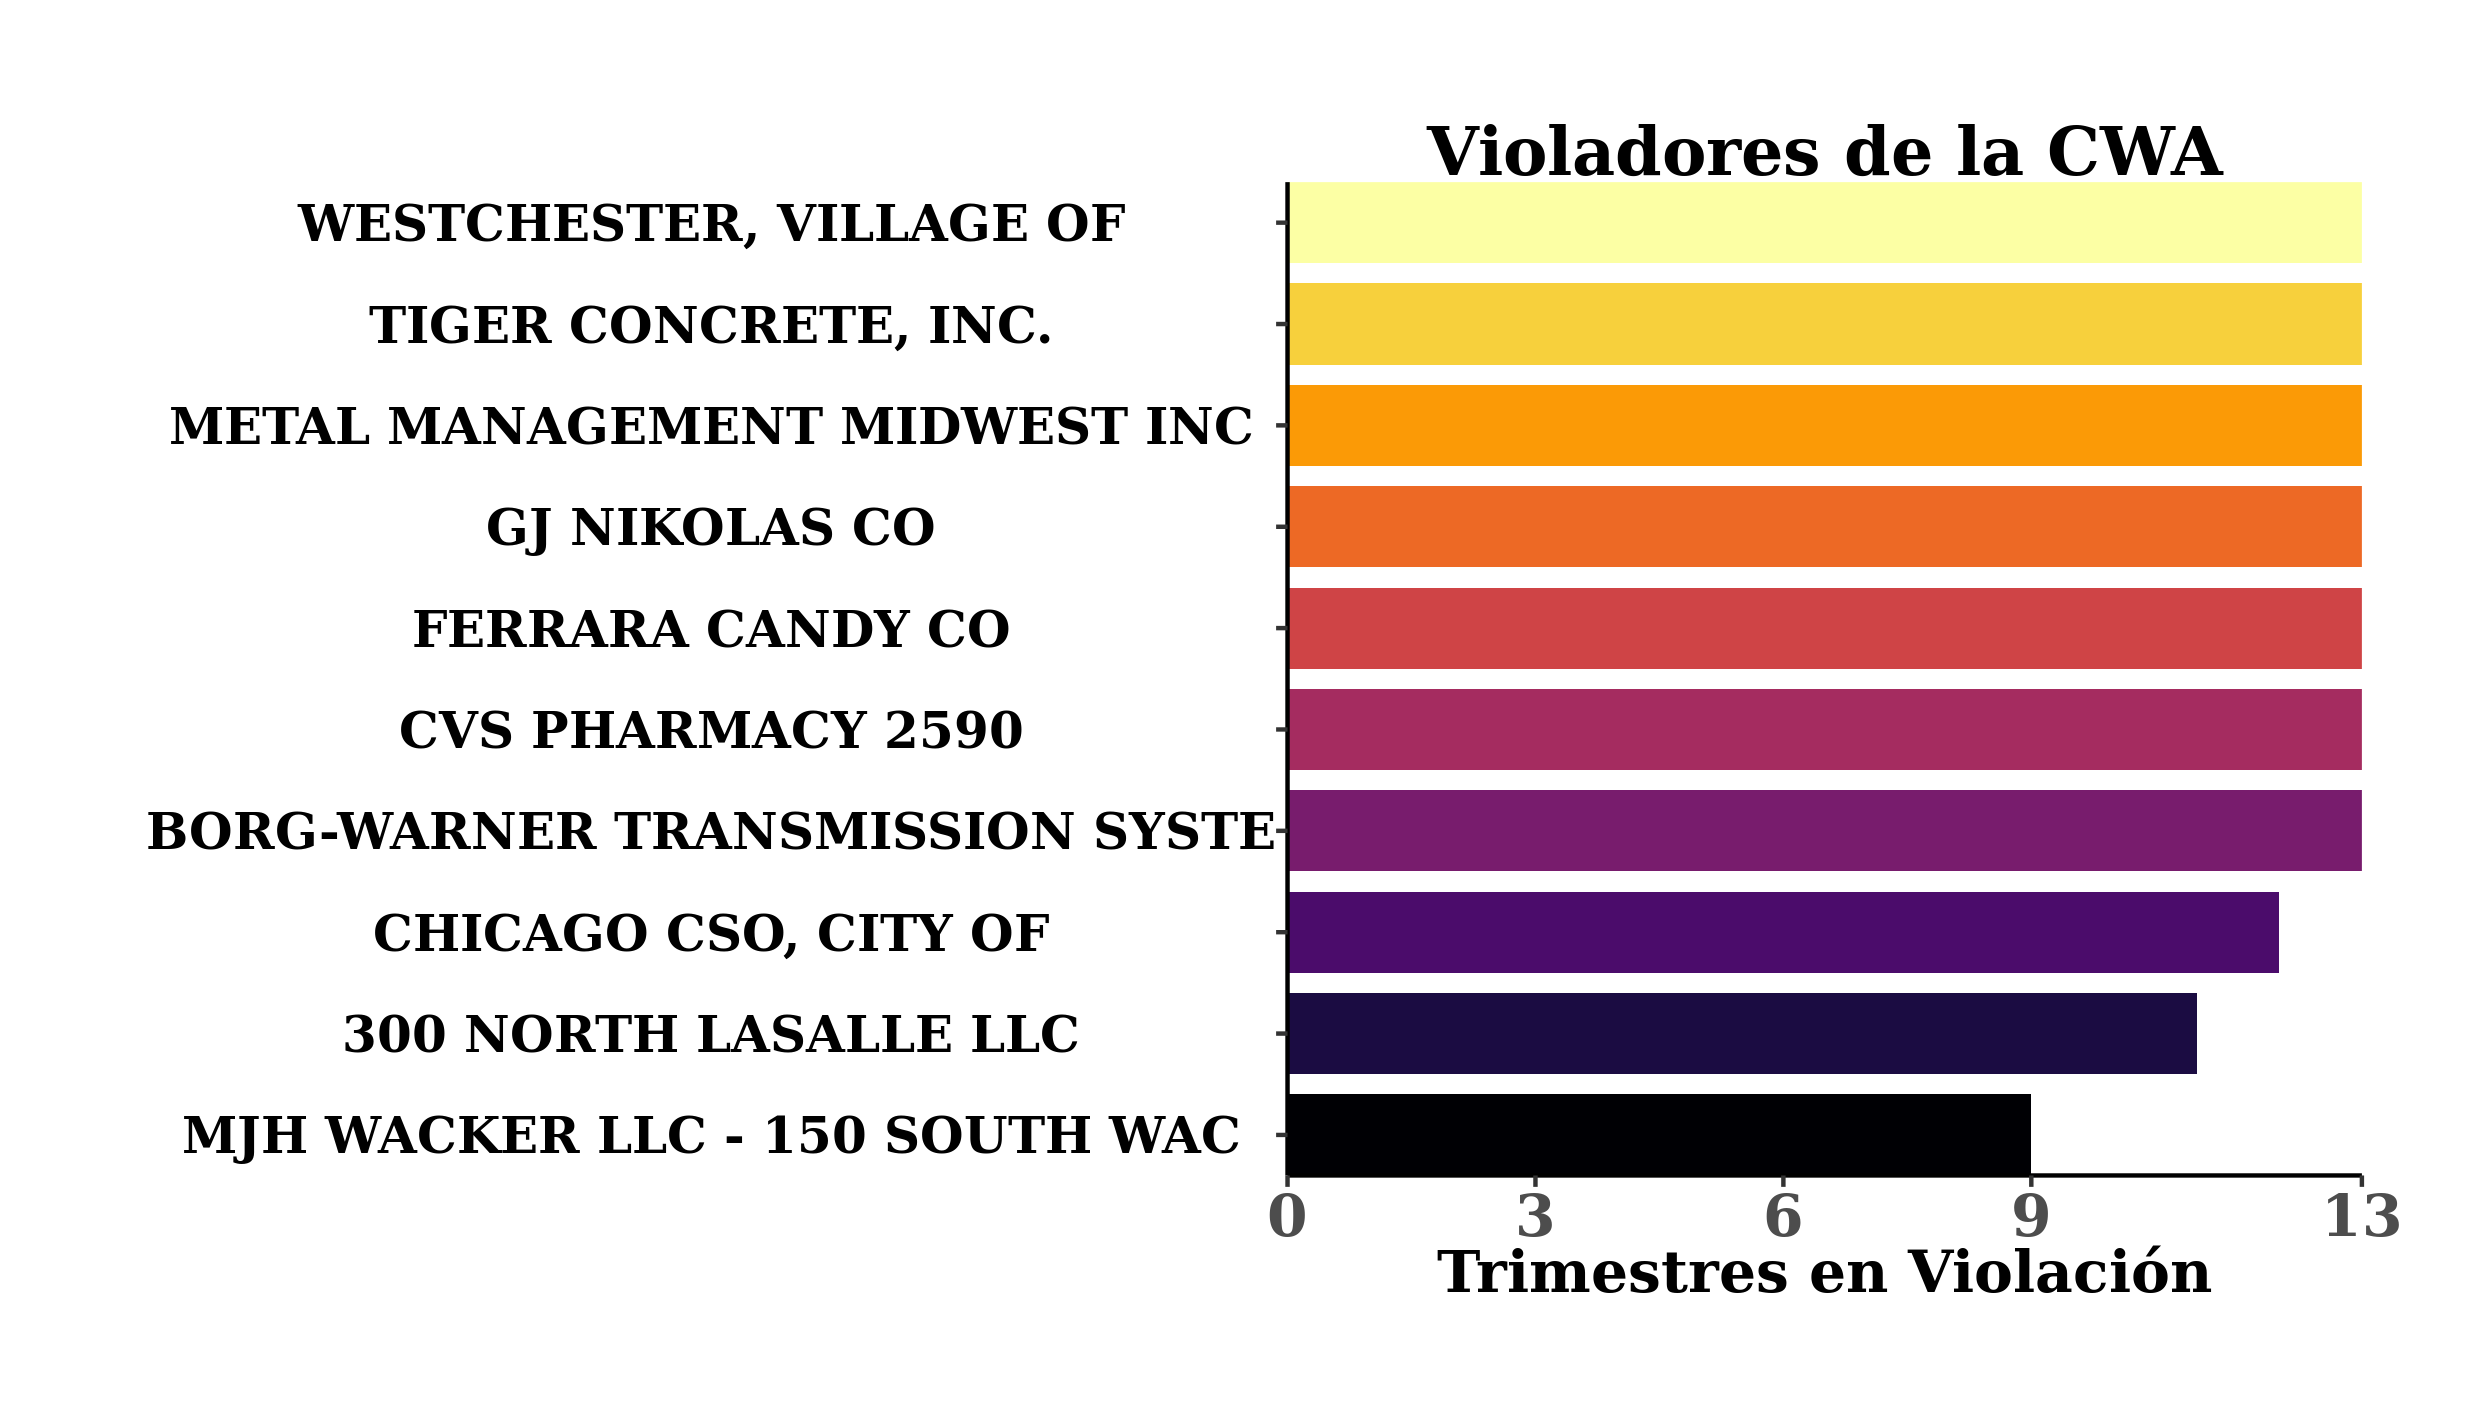 Violadores de la CWA
WESTCHESTER, VILLAGE OF
TIGER CONCRETE, INC.
METAL MANAGEMENT MIDWEST INC
GJ NIKOLAS CO
FERRARA CANDY CO
CVS PHARMACY 2590
BORG-WARNER TRANSMISSION SYSTE
CHICAGO CSO, CITY OF
300 NORTH LASALLE LLC
MJH WACKER LLC - 150 SOUTH WAC
0 3 6 9 13
Trimestres en Violación